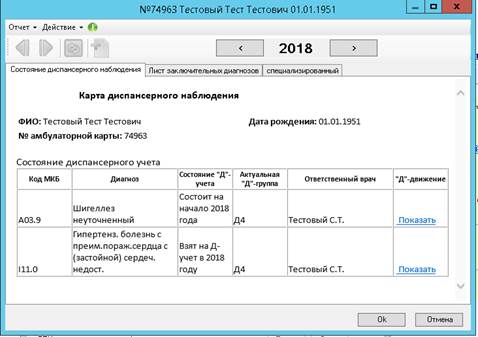 №74963 Тестовый Тест Тестович 01.01.1951
Отчет Действие
2018
Состояние диспансерного наблюдения Лист заключительных диагнозов специализированный
Карта диспансерного наблюдения
ФИО: Тестовый Тест Тестович Дата рождения: 01.01.1951
№ амбулаторной карты: 74963
Состояние диспансерного учета
Код МКБ Диагноз Состояние "Д"-учета Актуальная "Д"-группа Ответственный врач "Д"-движение
A03.9 Шигеллез неуточненный Состоит на начало 2018 года Д4 Тестовый С.Т. Показать
I11.0 Гипертенз. болезнь с преим.пораж.сердца с (застойной) сердеч. недост. Взят на Д-учет в 2018 году Д4 Тестовый С.Т. Показать
Ok Отмена